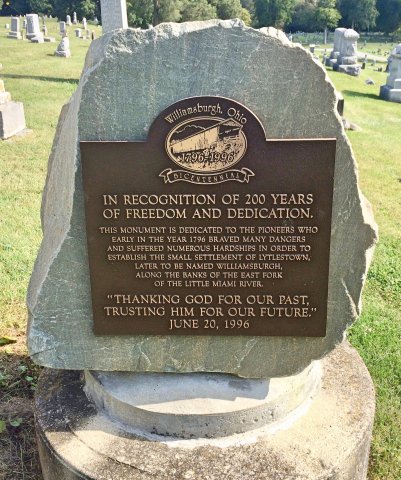 Williamsburg, Ohio
1796-1996
BICENTENNIAL
IN RECOGNITION OF 200 YEARS
OF FREEDOM AND DEDICATION.
THIS MONUMENT IS DEDICATED TO THE PIONEERS WHO
EARLY IN THE YEAR 1796 BRAVED MANY DANGERS
AND SUFFERED NUMEROUS HARDSHIPS IN ORDER TO
ESTABLISH THE SMALL SETTLEMENT OF LYTLESTOWN,
LATER TO BE NAMED WILLIAMSBURGH,
ALONG THE BANKS OF THE EAST FORK
OF THE LITTLE MIAMI RIVER.
"THANKING GOD FOR OUR PAST,
TRUSTING HIM FOR OUR FUTURE."
JUNE 20, 1996